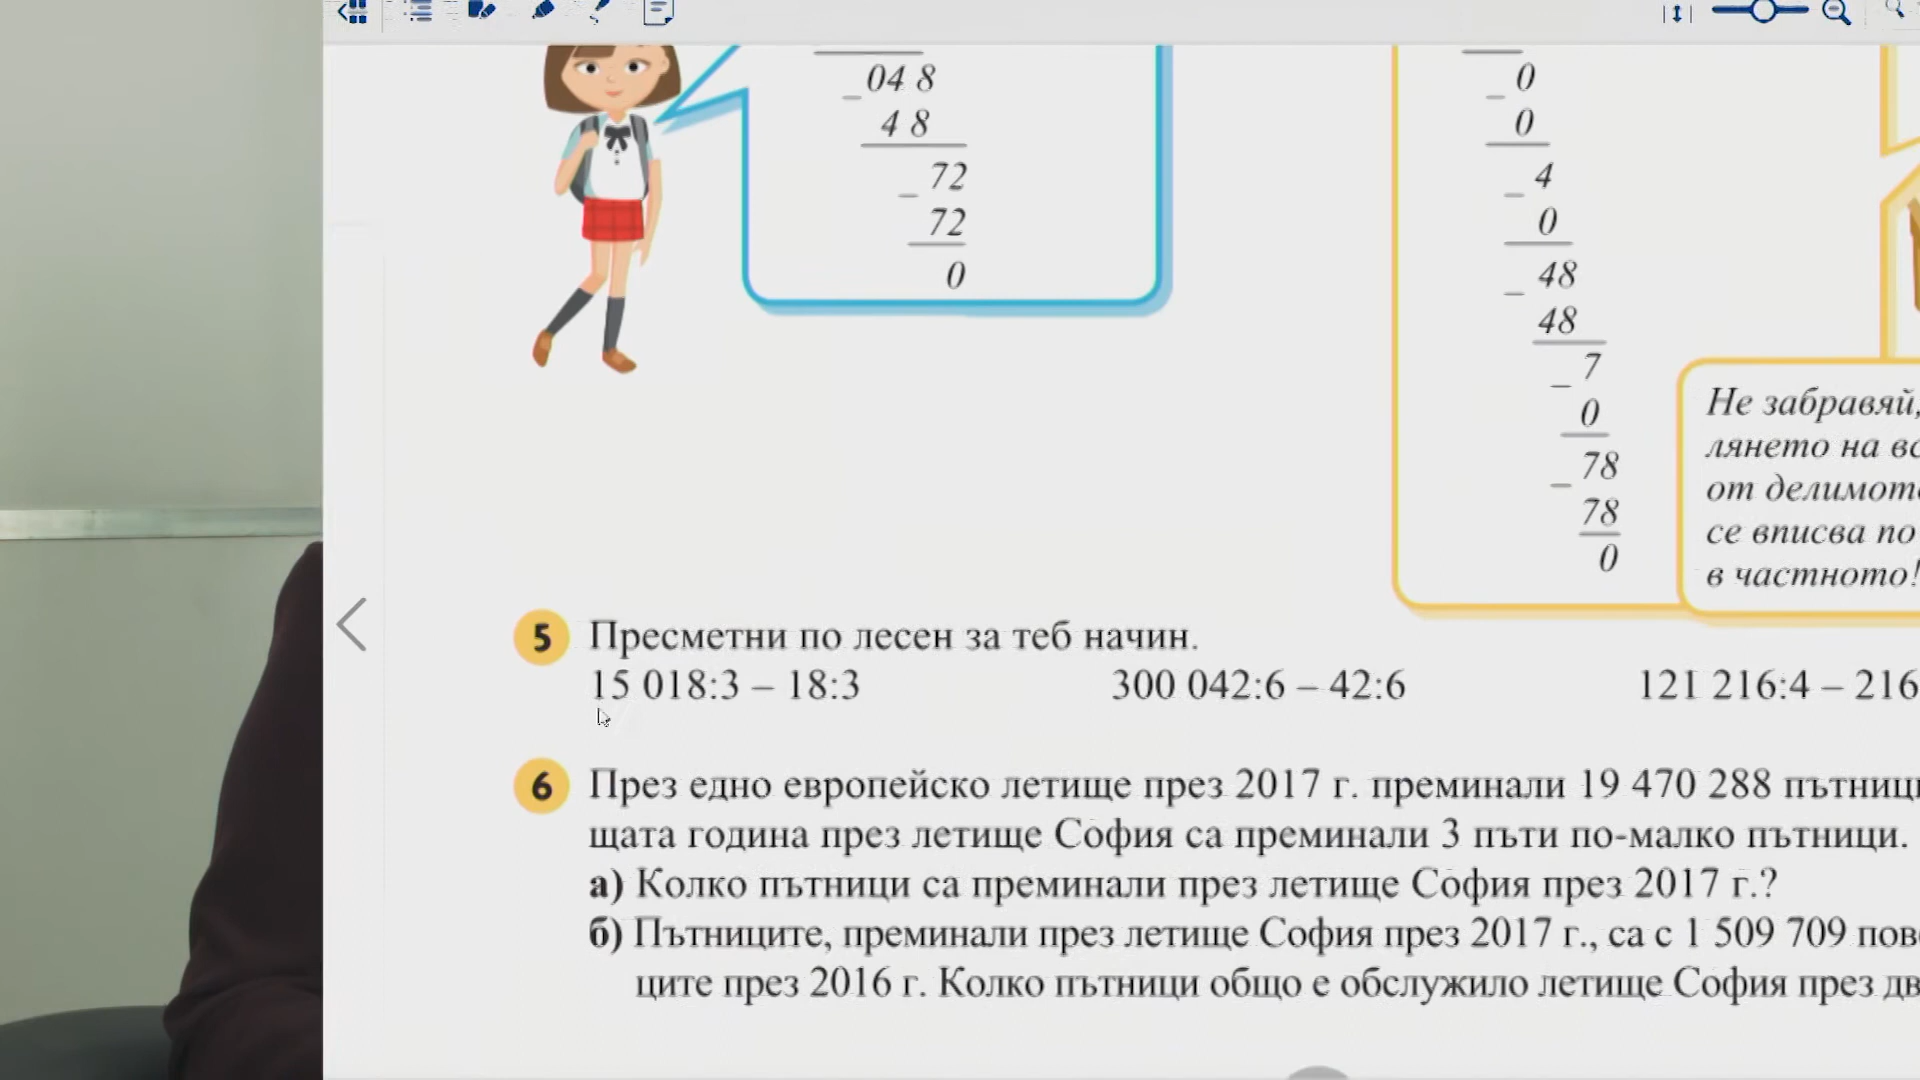 04 8
0
4 8
0
72
4
72
0
0
48
48
7
Не забравяй,
0
лянето на
78
от
78
се вписва по
0
в частното!
5 Пресметни по лесен за теб начин.
15 018:3 – 18:3 300 042:6 – 42:6 121 216:4 – 216
6 През едно европейско летище през 2017 г. преминали 19 470 288
щата година през летище София са преминали 3 пъти по-малко пътници.
а) Колко пътници са преминали през летище София през 2017 г.?
б) Пътниците, преминали през летище София през 2017 г., са с 1 509 709
ците през 2016 г. Колко пътници общо е обслужило летище София през